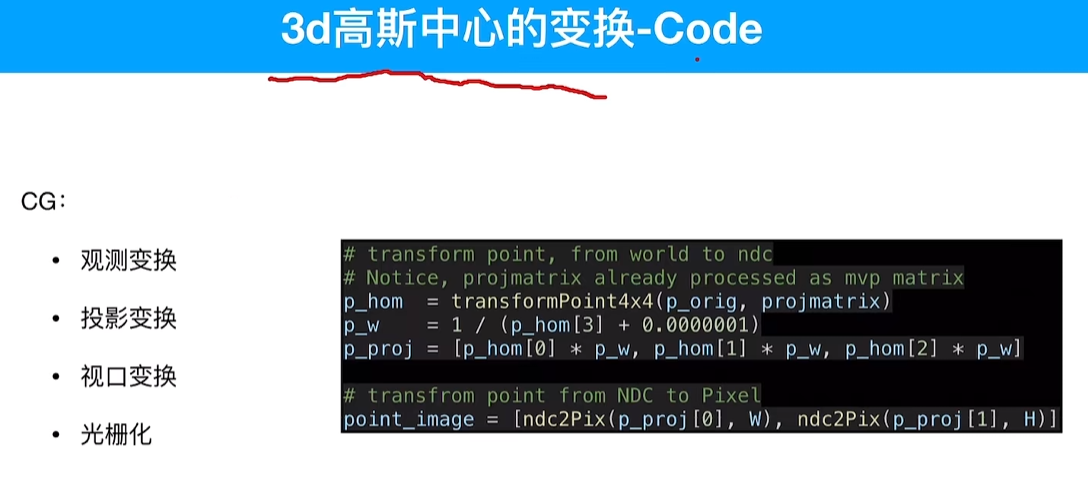 3d高斯中心的变换-Code
CG：
• 观测变换
• 投影变换
• 视口变换
• 光栅化
# transform point, from world to ndc
# Notice, projmatrix already processed as mvp matrix
p_hom  = transformPoint4x4(p_orig, projmatrix)
p_w    = 1 / (p_hom[3] + 0.0000001)
p_proj = [p_hom[0] * p_w, p_hom[1] * p_w, p_hom[2] * p_w]
# transfrom point from NDC to Pixel
point_image = [ndc2Pix(p_proj[0], W), ndc2Pix(p_proj[1], H)]